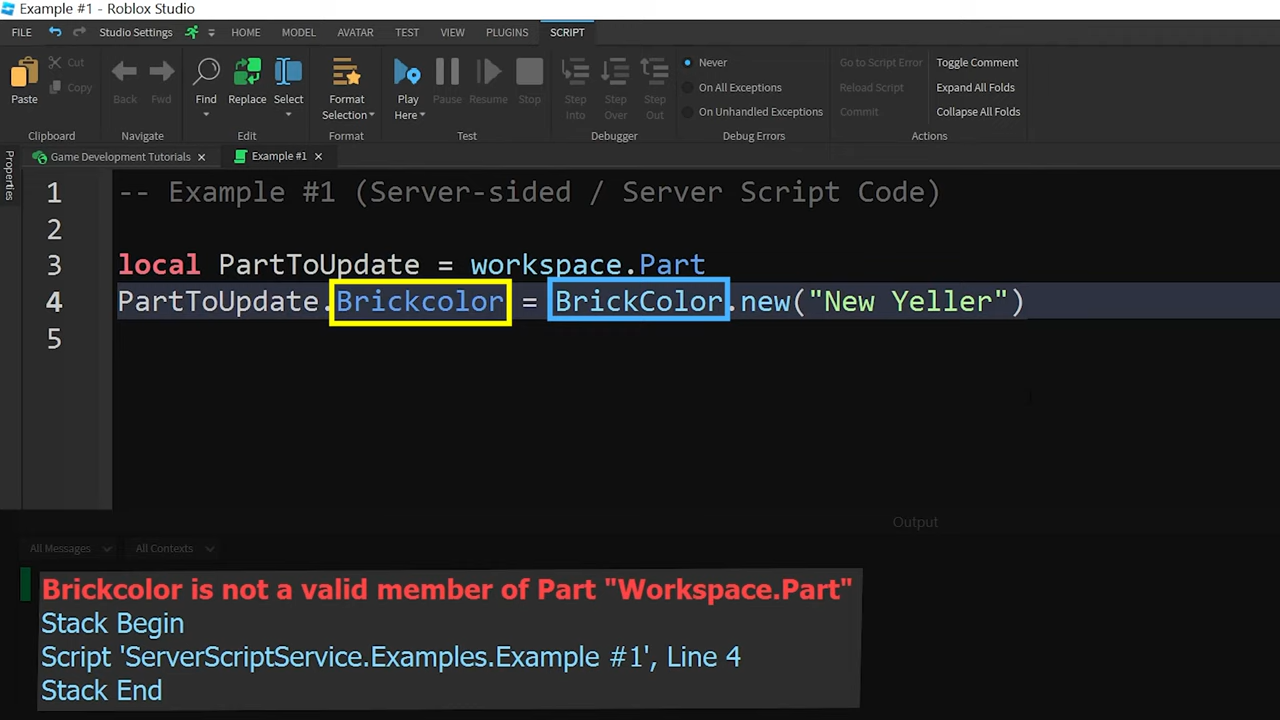 Example #1 - Roblox Studio
FILE Studio Settings HOME MODEL AVATAR TEST VIEW PLUGINS SCRIPT
Paste Cut Copy
Clipboard
Back Fwd
Navigate
Find Replace Select
Edit
Format Selection
Format
Play Here Pause Resume Stop
Test
Step Into Step Over Step Out
Debugger
Never
On All Exceptions
On Unhandled Exceptions
Debug Errors
Go to Script Error
Reload Script
Commit
Toggle Comment
Expand All Folds
Collapse All Folds
Actions
Properties
Game Development Tutorials × Example #1 ×
1 -- Example #1 (Server-sided / Server Script Code)
2
3 local PartToUpdate = workspace.Part
4 PartToUpdate.Brickcolor = BrickColor.new("New Yeller")
5
Output
All Messages All Contexts
Brickcolor is not a valid member of Part "Workspace.Part"
Stack Begin
Script 'ServerScriptService.Examples.Example #1', Line 4
Stack End